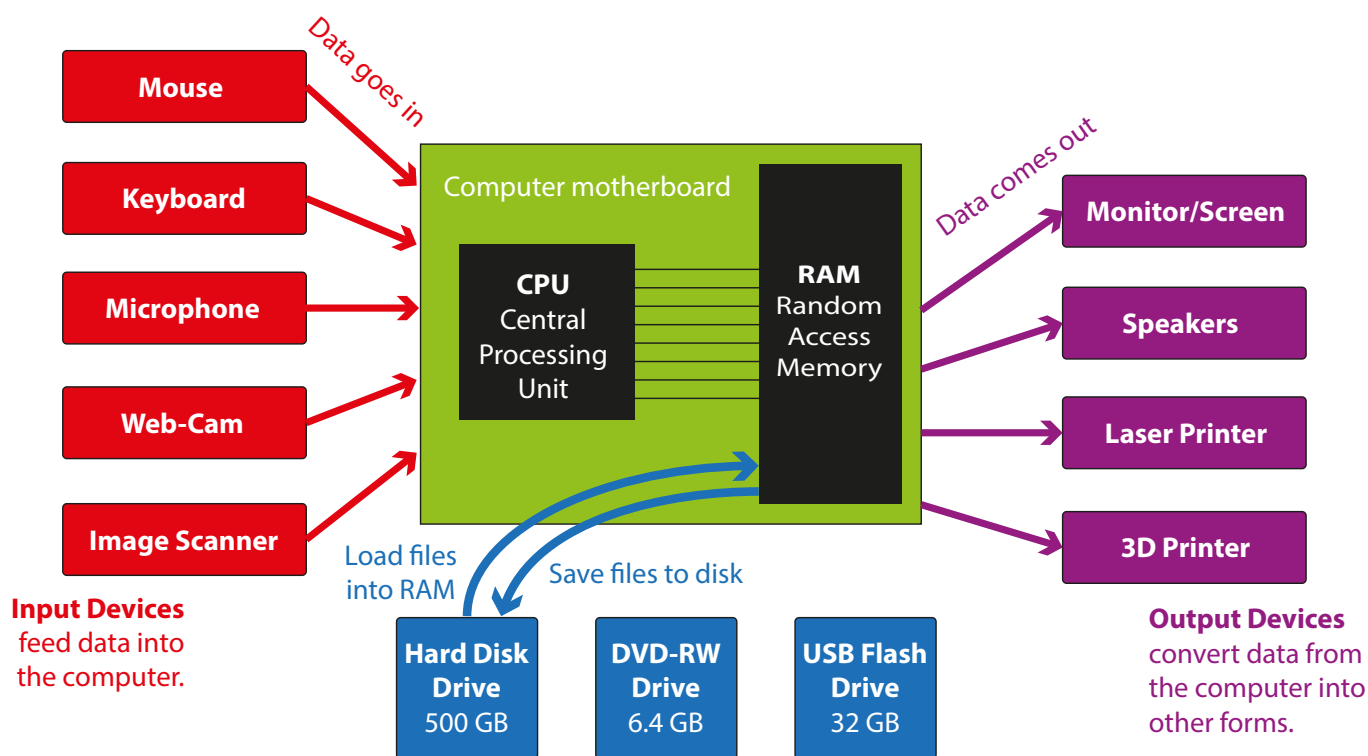 Data goes in
Mouse
Keyboard
Microphone
Web-Cam
Image Scanner
Input Devices
feed data into
the computer.
Computer motherboard
CPU
Central
Processing
Unit
RAM
Random
Access
Memory
Load files
into RAM
Save files to disk
Hard Disk
Drive
500 GB
DVD-RW
Drive
6.4 GB
USB Flash
Drive
32 GB
Data comes out
Monitor/Screen
Speakers
Laser Printer
3D Printer
Output Devices
convert data from
the computer into
other forms.